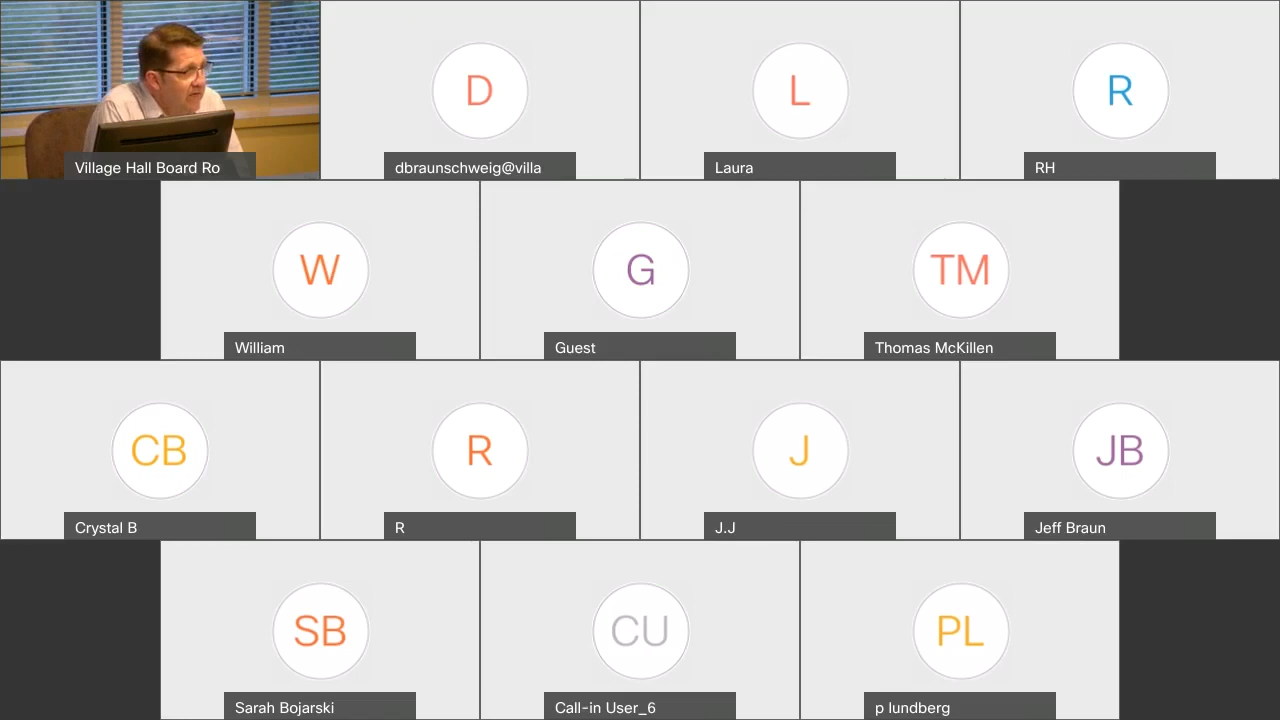 D
L
R
Village Hall Board Ro
dbraunschweig@villa
Laura
RH
W
G
TM
William
Guest
Thomas McKillen
CB
R
J
JB
Crystal B
R
J.J
Jeff Braun
SB
CU
PL
Sarah Bojarski
Call-in User_6
p lundberg